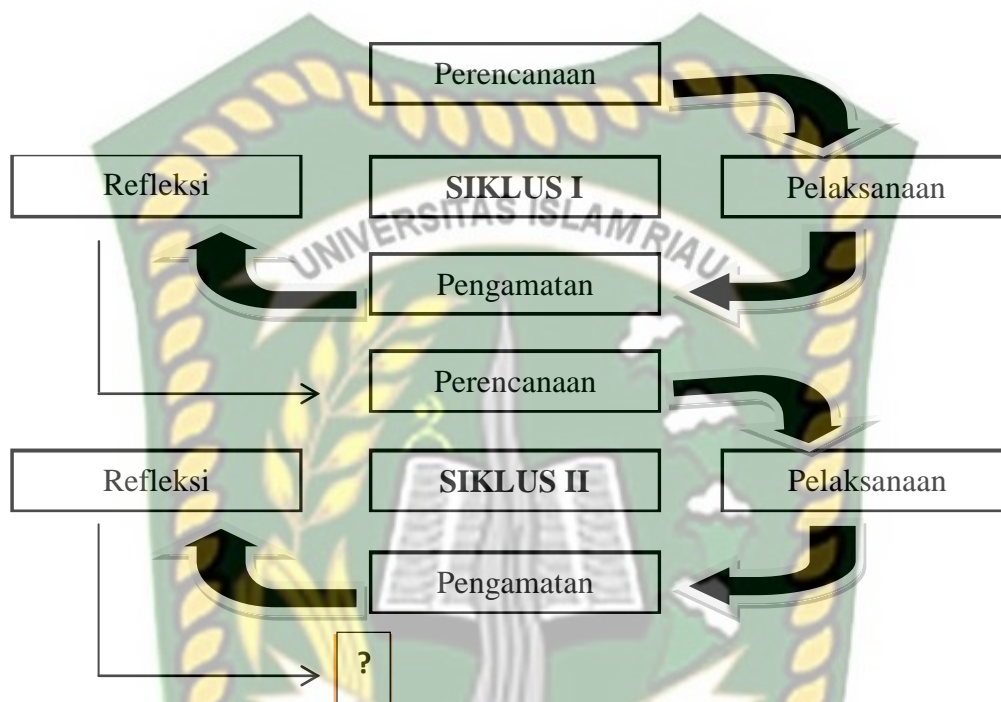 Perencanaan
Refleksi
SIKLUS I
Pelaksanaan
UNIVERSITAS ISLAM RIAU
Pengamatan
Perencanaan
Refleksi
SIKLUS II
Pelaksanaan
Pengamatan
?